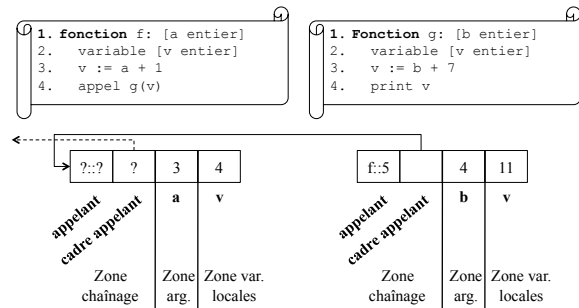 1. fonction f: [a entier]
2. variable [v entier]
3. v := a + 1
4. appel g(v)
1. Fonction g: [b entier]
2. variable [v entier]
3. v := b + 7
4. print v
?::? ? 3 4
appelant
cadre appelant
a v
Zone chaînage
Zone arg.
Zone var. locales
f::5 4 11
appelant
cadre appelant
b v
Zone chaînage
Zone arg.
Zone var. locales